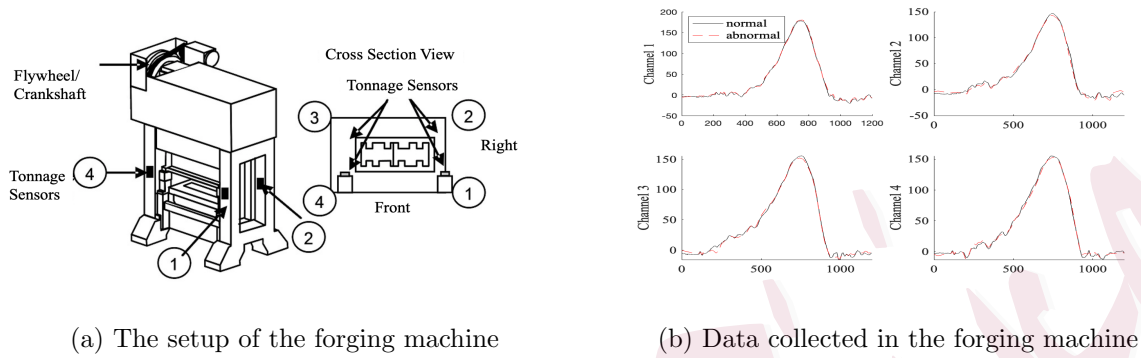 Flywheel/
Crankshaft
Tonnage
Sensors
4
1
2
Cross Section View
Tonnage Sensors
3
2
Right
4
1
Front
(a) The setup of the forging machine
normal
abnormal
Channel 1
200
150
100
50
0
-50
0 200 400 600 800 1000 1200
Channel 2
150
100
50
0
-50
0 500 1000
Channel 3
150
100
50
0
0 500 1000
Channel 4
150
100
50
0
0 500 1000
(b) Data collected in the forging machine